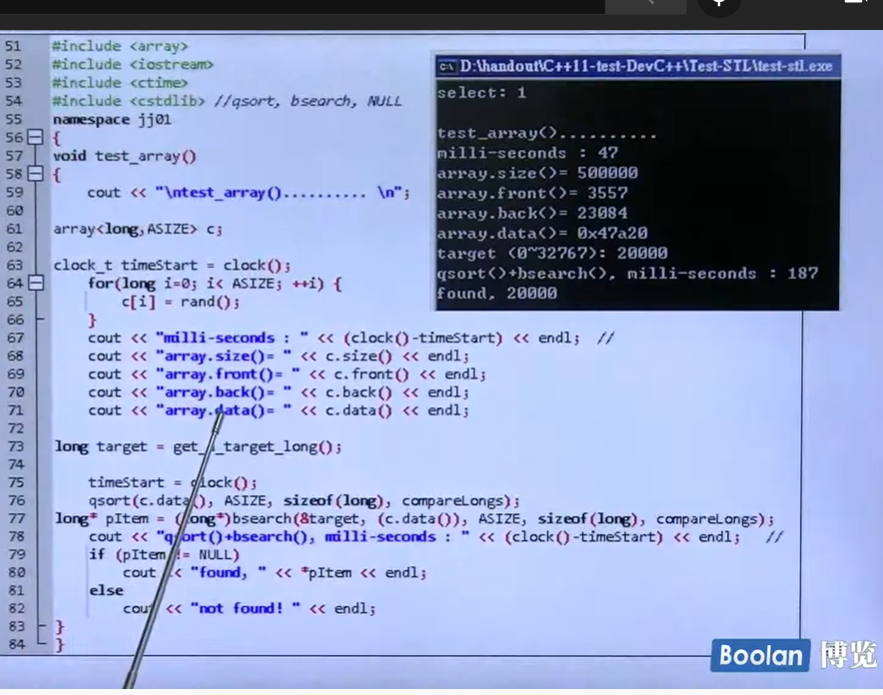 51 #include <array>
52 #include <iostream>
53 #include <ctime>
54 #include <cstdlib> //qsort, bsearch, NULL
55 namespace jj01
56 {
57 void test_array()
58 {
59 cout << "\ntest_array().......... \n";
60
61 array<long,ASIZE> c;
62
63 clock_t timeStart = clock();
64 for(long i=0; i< ASIZE; ++i) {
65 c[i] = rand();
66 }
67 cout << "milli-seconds : " << (clock()-timeStart) << endl; //
68 cout << "array.size()= " << c.size() << endl;
69 cout << "array.front()= " << c.front() << endl;
70 cout << "array.back()= " << c.back() << endl;
71 cout << "array.data()= " << c.data() << endl;
72
73 long target = get_a_target_long();
74
75 timeStart = clock();
76 qsort(c.data(), ASIZE, sizeof(long), compareLongs);
77 long* pItem = (long*)bsearch(&target, (c.data()), ASIZE, sizeof(long), compareLongs);
78 cout << "qsort()+bsearch(), milli-seconds : " << (clock()-timeStart) << endl; //
79 if (pItem != NULL)
80 cout << "found, " << *pItem << endl;
81 else
82 cout << "not found! " << endl;
83 }
84 }
D:\handout\C++11-test-DevC++\Test-STL\test-stl.exe
select: 1
test_array()..........
milli-seconds : 47
array.size()= 500000
array.front()= 3557
array.back()= 23084
array.data()= 0x47a20
target (0~32767): 20000
qsort()+bsearch(), milli-seconds : 187
found, 20000
Boolan 博览